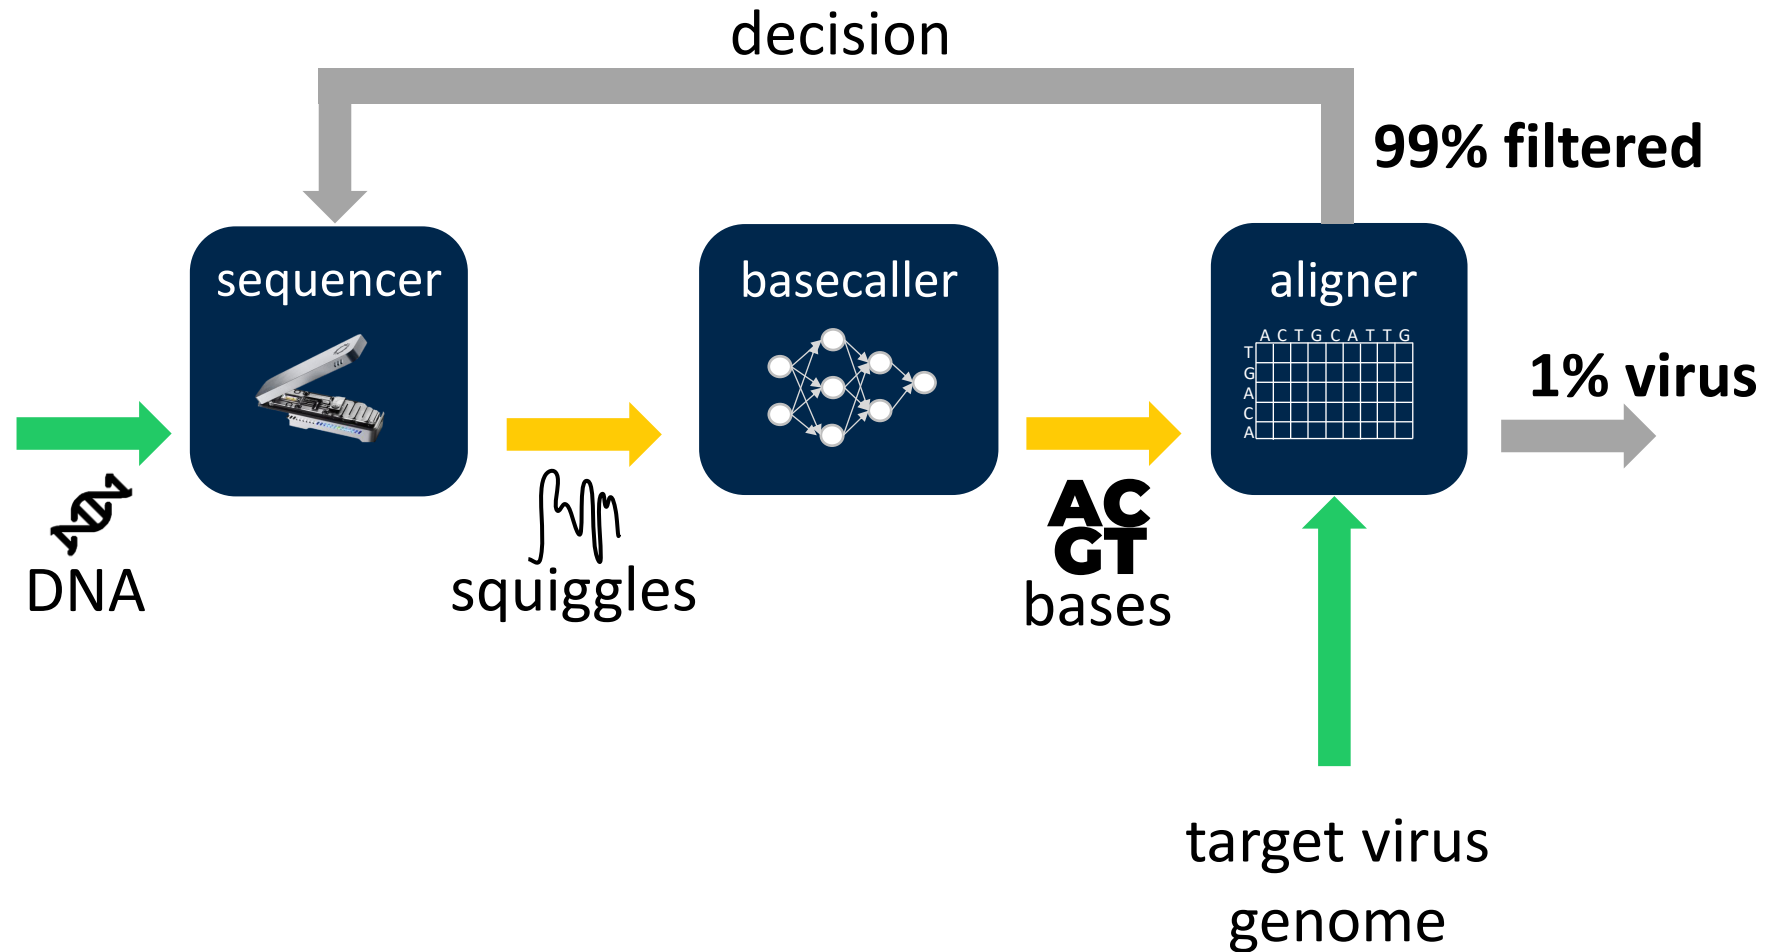 decision
99% filtered
sequencer
basecaller
aligner
A C T G C A T T G
T
G
A
C
A
1% virus
DNA
squiggles
AC
GT
bases
target virus
genome